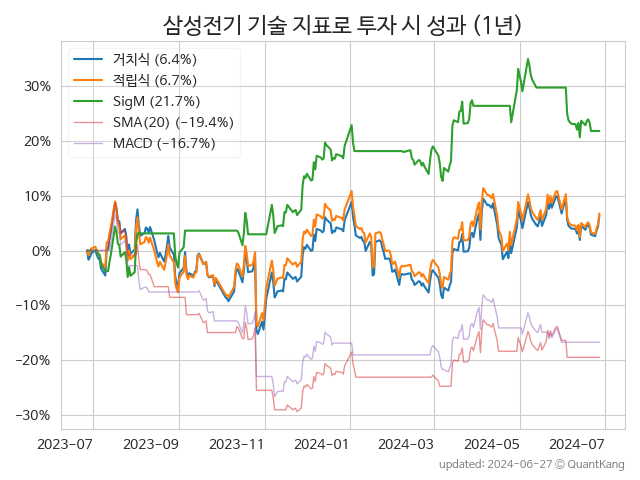 삼성전기 기술 지표로 투자 시 성과 (1년)
거치식 (6.4%)
적립식 (6.7%)
SigM (21.7%)
SMA(20) (−19.4%)
MACD (−16.7%)
30%
20%
10%
0%
−10%
−20%
−30%
2023-07 2023-09 2023-11 2024-01 2024-03 2024-05 2024-07
updated: 2024-06-27 © QuantKang